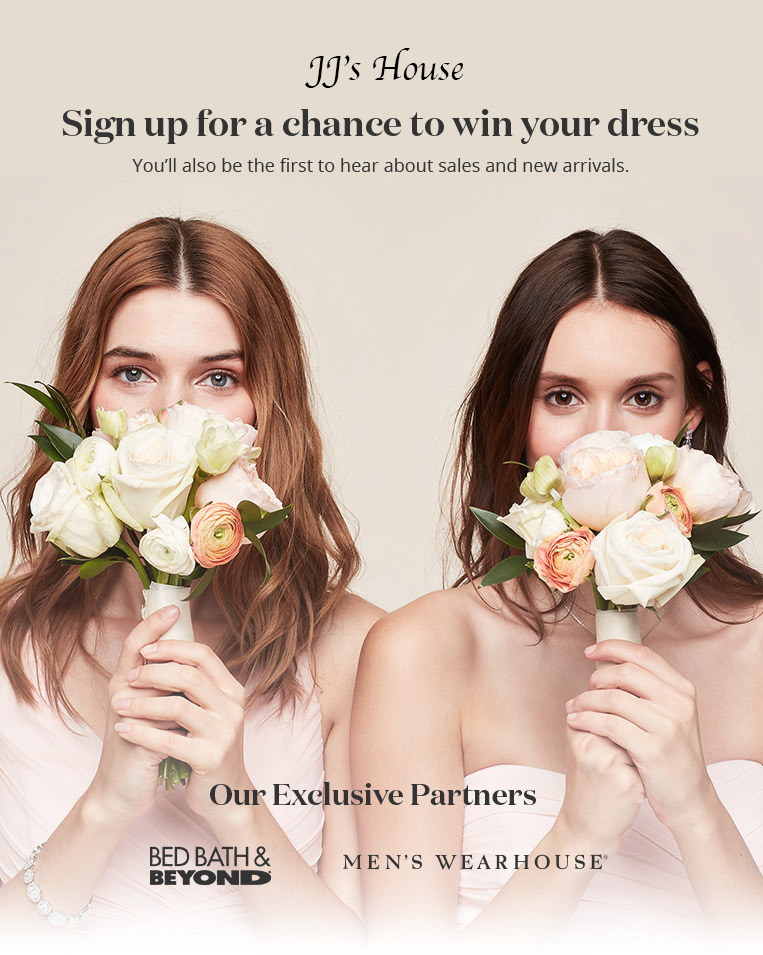 JJ's House
Sign up for a chance to win your dress
You'll also be the first to hear about sales and new arrivals.
Our Exclusive Partners
BED BATH &
BEYOND
MEN'S WEARHOUSE®